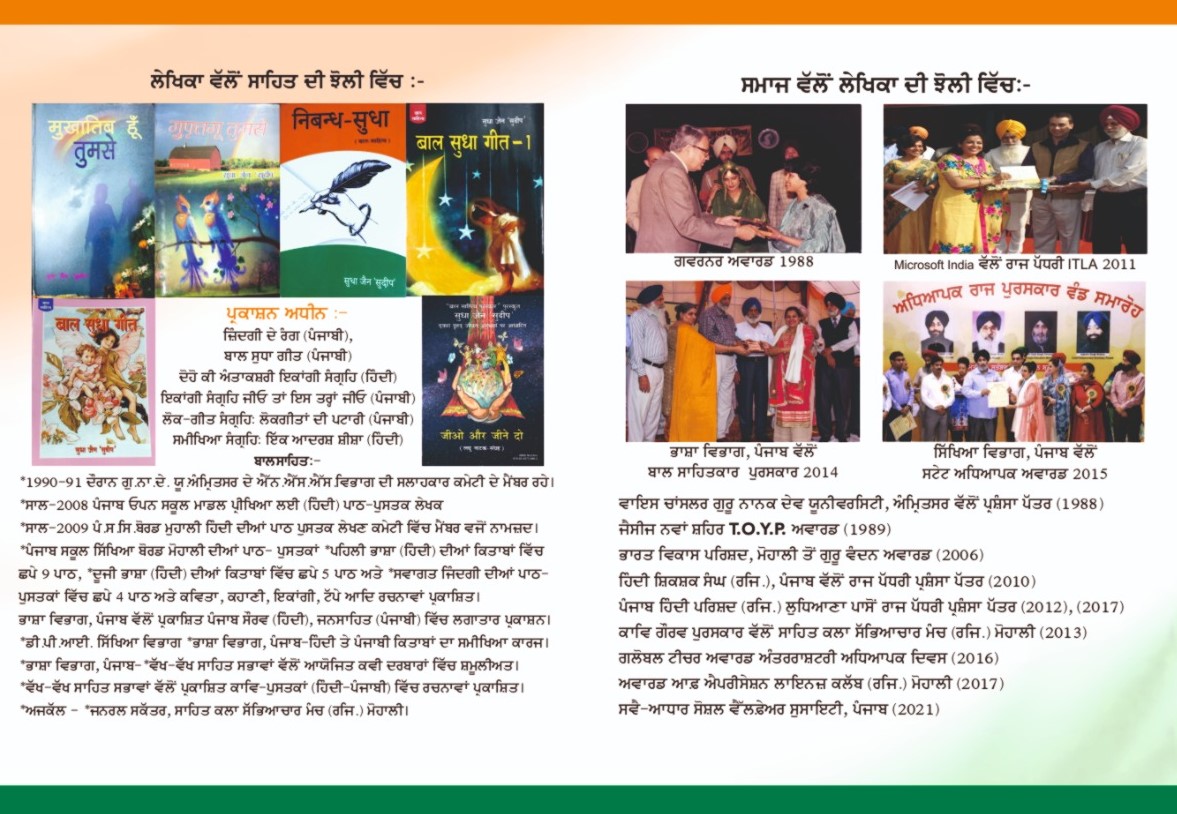 ਲੇਖਿਕਾ ਵੱਲੋਂ ਸਾਹਿਤ ਦੀ ਝੋਲੀ ਵਿੱਚ :-
मुखातिब हूँ
तुमसे
गुफ्तगू तुमसे
सुधा जैन सुदीप
निबन्ध-सुधा
सुधा जैन 'सुदीप'
सुधा जैन 'सुदीप'
बाल सुधा गीत-1
बाल सुधा गीत
सुधा जैन 'सुदीप'
ਪ੍ਰਕਾਸ਼ਨ ਅਧੀਨ :-
ਜ਼ਿੰਦਗੀ ਦੇ ਰੰਗ (ਪੰਜਾਬੀ),
ਬਾਲ ਸੁਧਾ ਗੀਤ (ਪੰਜਾਬੀ)
ਦੋਹੇ ਕੀ ਅੰਤਾਕਸ਼ਰੀ ਇਕਾਂਗੀ ਸੰਗ੍ਰਹਿ (ਹਿੰਦੀ)
ਇਕਾਂਗੀ ਸੰਗ੍ਰਹਿ ਜੀਓ ਤਾਂ ਇਸ ਤਰ੍ਹਾਂ ਜੀਓ (ਪੰਜਾਬੀ)
ਲੋਕ-ਗੀਤ ਸੰਗ੍ਰਹਿ: ਲੋਕਗੀਤਾਂ ਦੀ ਪਟਾਰੀ (ਪੰਜਾਬੀ)
ਸਮੀਖਿਆ ਸੰਗ੍ਰਹਿ: ਇੱਕ ਆਦਰਸ਼ ਸ਼ੀਸ਼ਾ (ਹਿੰਦੀ)
ਬਾਲਸਾਹਿਤ:-
सुधा जैन 'सुदीप'
जीओ और जीने दो
*1990-91 ਦੌਰਾਨ ਗੁ.ਨਾ.ਦੇ. ਯੂ.ਅੰਮ੍ਰਿਤਸਰ ਦੇ ਐੱਨ.ਐੱਸ.ਐੱਸ.ਵਿਭਾਗ ਦੀ ਸਲਾਹਕਾਰ ਕਮੇਟੀ ਦੇ ਮੈਂਬਰ ਰਹੇ।
*ਸਾਲ-2008 ਪੰਜਾਬ ਓਪਨ ਸਕੂਲ ਮਾਡਲ ਪ੍ਰੀਖਿਆ ਲਈ (ਹਿੰਦੀ) ਪਾਠ-ਪੁਸਤਕ ਲੇਖਕ
*ਸਾਲ-2009 ਪੰ.ਸ.ਸਿ.ਬੋਰਡ ਮੁਹਾਲੀ ਹਿੰਦੀ ਦੀਆਂ ਪਾਠ ਪੁਸਤਕ ਲੇਖਣ ਕਮੇਟੀ ਵਿੱਚ ਮੈਂਬਰ ਵਜੋਂ ਨਾਮਜ਼ਦ।
*ਪੰਜਾਬ ਸਕੂਲ ਸਿੱਖਿਆ ਬੋਰਡ ਮੋਹਾਲੀ ਦੀਆਂ ਪਾਠ- ਪੁਸਤਕਾਂ *ਪਹਿਲੀ ਭਾਸ਼ਾ (ਹਿੰਦੀ) ਦੀਆਂ ਕਿਤਾਬਾਂ ਵਿੱਚ
ਛਪੇ 9 ਪਾਠ, *ਦੂਜੀ ਭਾਸ਼ਾ (ਹਿੰਦੀ) ਦੀਆਂ ਕਿਤਾਬਾਂ ਵਿੱਚ ਛਪੇ 5 ਪਾਠ ਅਤੇ *ਸਵਾਗਤ ਜਿੰਦਗੀ ਦੀਆਂ ਪਾਠ-
ਪੁਸਤਕਾਂ ਵਿੱਚ ਛਪੇ 4 ਪਾਠ ਅਤੇ ਕਵਿਤਾ, ਕਹਾਣੀ, ਇਕਾਂਗੀ, ਟੱਪੇ ਆਦਿ ਰਚਨਾਵਾਂ ਪ੍ਰਕਾਸ਼ਿਤ।
ਭਾਸ਼ਾ ਵਿਭਾਗ, ਪੰਜਾਬ ਵੱਲੋਂ ਪ੍ਰਕਾਸ਼ਿਤ ਪੰਜਾਬ ਸੌਰਵ (ਹਿੰਦੀ), ਜਨਸਾਹਿਤ (ਪੰਜਾਬੀ) ਵਿੱਚ ਲਗਾਤਾਰ ਪ੍ਰਕਾਸ਼ਨ।
*ਡੀ.ਪੀ.ਆਈ. ਸਿੱਖਿਆ ਵਿਭਾਗ *ਭਾਸ਼ਾ ਵਿਭਾਗ, ਪੰਜਾਬ-ਹਿੰਦੀ ਤੇ ਪੰਜਾਬੀ ਕਿਤਾਬਾਂ ਦਾ ਸਮੀਖਿਆ ਕਾਰਜ।
*ਭਾਸ਼ਾ ਵਿਭਾਗ, ਪੰਜਾਬ-*ਵੱਖ-ਵੱਖ ਸਾਹਿਤ ਸਭਾਵਾਂ ਵੱਲੋਂ ਆਯੋਜਿਤ ਕਵੀ ਦਰਬਾਰਾਂ ਵਿੱਚ ਸ਼ਮੂਲੀਅਤ।
*ਵੱਖ-ਵੱਖ ਸਾਹਿਤ ਸਭਾਵਾਂ ਵੱਲੋਂ ਪ੍ਰਕਾਸ਼ਿਤ ਕਾਵਿ-ਪੁਸਤਕਾਂ (ਹਿੰਦੀ-ਪੰਜਾਬੀ) ਵਿੱਚ ਰਚਨਾਵਾਂ ਪ੍ਰਕਾਸ਼ਿਤ।
*ਅਜਕੱਲ - *ਜਨਰਲ ਸਕੱਤਰ, ਸਾਹਿਤ ਕਲਾ ਸੱਭਿਆਚਾਰ ਮੰਚ (ਰਜਿ.) ਮੋਹਾਲੀ।
ਸਮਾਜ ਵੱਲੋਂ ਲੇਖਿਕਾ ਦੀ ਝੋਲੀ ਵਿੱਚ:-
ਗਵਰਨਰ ਅਵਾਰਡ 1988
Microsoft India ਵੱਲੋਂ ਰਾਜ ਪੱਧਰੀ ITLA 2011
ਅਧਿਆਪਕ ਰਾਜ ਪੁਰਸਕਾਰ ਵੰਡ ਸਮਾਰੋਹ
ਭਾਸ਼ਾ ਵਿਭਾਗ, ਪੰਜਾਬ ਵੱਲੋਂ
ਬਾਲ ਸਾਹਿਤਕਾਰ ਪੁਰਸਕਾਰ 2014
ਸਿੱਖਿਆ ਵਿਭਾਗ, ਪੰਜਾਬ ਵੱਲੋਂ
ਸਟੇਟ ਅਧਿਆਪਕ ਅਵਾਰਡ 2015
ਵਾਇਸ ਚਾਂਸਲਰ ਗੁਰੂ ਨਾਨਕ ਦੇਵ ਯੂਨੀਵਰਸਿਟੀ, ਅੰਮ੍ਰਿਤਸਰ ਵੱਲੋਂ ਪ੍ਰਸ਼ੰਸਾ ਪੱਤਰ (1988)
ਜੈਸੀਜ ਨਵਾਂ ਸ਼ਹਿਰ T.O.Y.P. ਅਵਾਰਡ (1989)
ਭਾਰਤ ਵਿਕਾਸ ਪਰਿਸ਼ਦ, ਮੋਹਾਲੀ ਤੋਂ ਗੁਰੂ ਵੰਦਨ ਅਵਾਰਡ (2006)
ਹਿੰਦੀ ਸ਼ਿਕਸ਼ਕ ਸੰਘ (ਰਜਿ.), ਪੰਜਾਬ ਵੱਲੋਂ ਰਾਜ ਪੱਧਰੀ ਪ੍ਰਸ਼ੰਸਾ ਪੱਤਰ (2010)
ਪੰਜਾਬ ਹਿੰਦੀ ਪਰਿਸ਼ਦ (ਰਜਿ.) ਲੁਧਿਆਣਾ ਪਾਸੋਂ ਰਾਜ ਪੱਧਰੀ ਪ੍ਰਸ਼ੰਸਾ ਪੱਤਰ (2012), (2017)
ਕਾਵਿ ਗੌਰਵ ਪੁਰਸਕਾਰ ਵੱਲੋਂ ਸਾਹਿਤ ਕਲਾ ਸੱਭਿਆਚਾਰ ਮੰਚ (ਰਜਿ.) ਮੋਹਾਲੀ (2013)
ਗਲੋਬਲ ਟੀਚਰ ਅਵਾਰਡ ਅੰਤਰਰਾਸ਼ਟਰੀ ਅਧਿਆਪਕ ਦਿਵਸ (2016)
ਅਵਾਰਡ ਆਫ਼ ਐਪਰੀਸੇਸ਼ਨ ਲਾਇਨਜ਼ ਕਲੱਬ (ਰਜਿ.) ਮੋਹਾਲੀ (2017)
ਸਵੈ-ਆਧਾਰ ਸੋਸ਼ਲ ਵੈੱਲਫ਼ੇਅਰ ਸੁਸਾਇਟੀ, ਪੰਜਾਬ (2021)